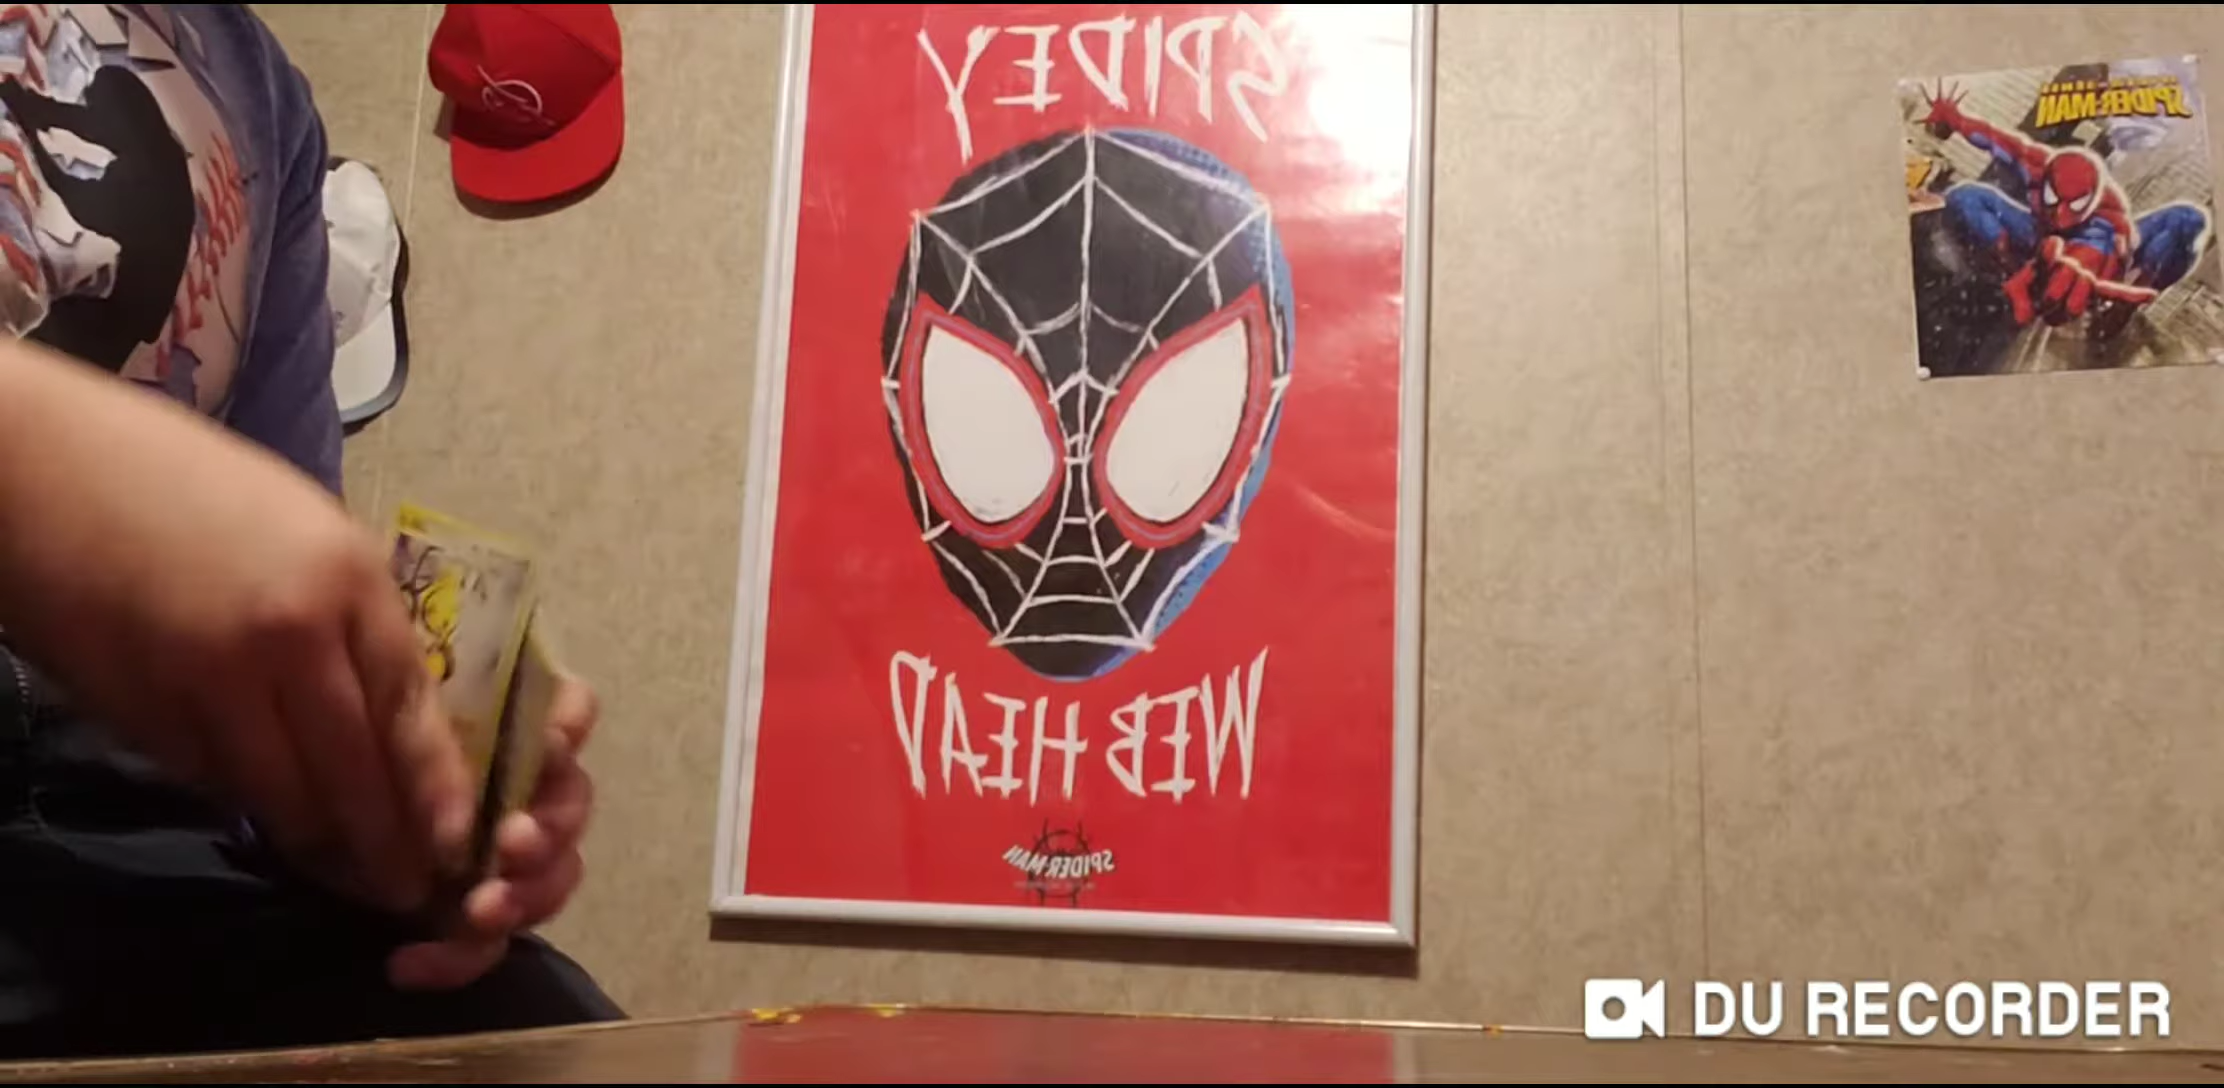 SPIDEY
WEB HEAD
SPIDER-MAN
SPIDER-MAN
DU RECORDER